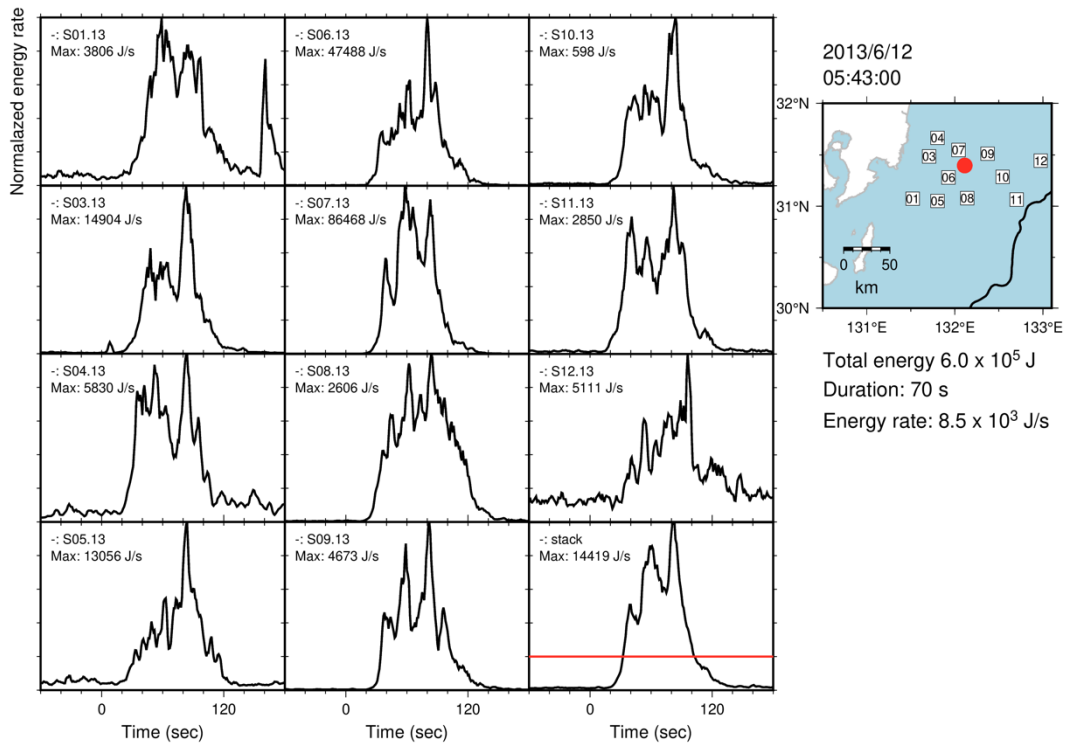 Normalazed energy rate
-: S01.13
Max: 3806 J/s
-: S06.13
Max: 47488 J/s
-: S10.13
Max: 598 J/s
-: S03.13
Max: 14904 J/s
-: S07.13
Max: 86468 J/s
-: S11.13
Max: 2850 J/s
-: S04.13
Max: 5830 J/s
-: S08.13
Max: 2606 J/s
-: S12.13
Max: 5111 J/s
-: S05.13
Max: 13056 J/s
-: S09.13
Max: 4673 J/s
-: stack
Max: 14419 J/s
0 120
0 120
0 120
Time (sec)
Time (sec)
Time (sec)
2013/6/12
05:43:00
32°N
31°N
30°N
04
07
03
09
12
06
10
01
05
08
11
0 50
km
131°E 132°E 133°E
Total energy 6.0 x 10⁵ J
Duration: 70 s
Energy rate: 8.5 x 10³ J/s